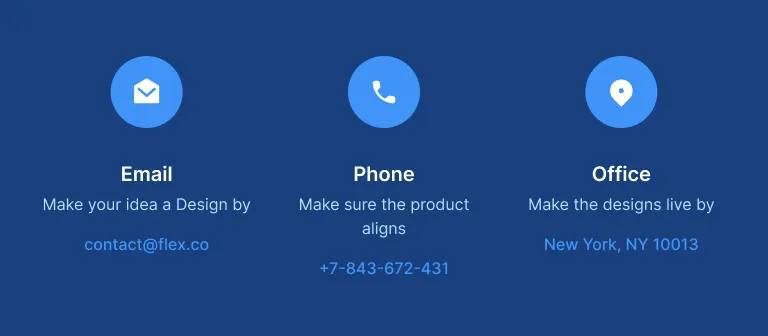 Email
Make your idea a Design by
contact@flex.co
Phone
Make sure the product
aligns
+7-843-672-431
Office
Make the designs live by
New York, NY 10013